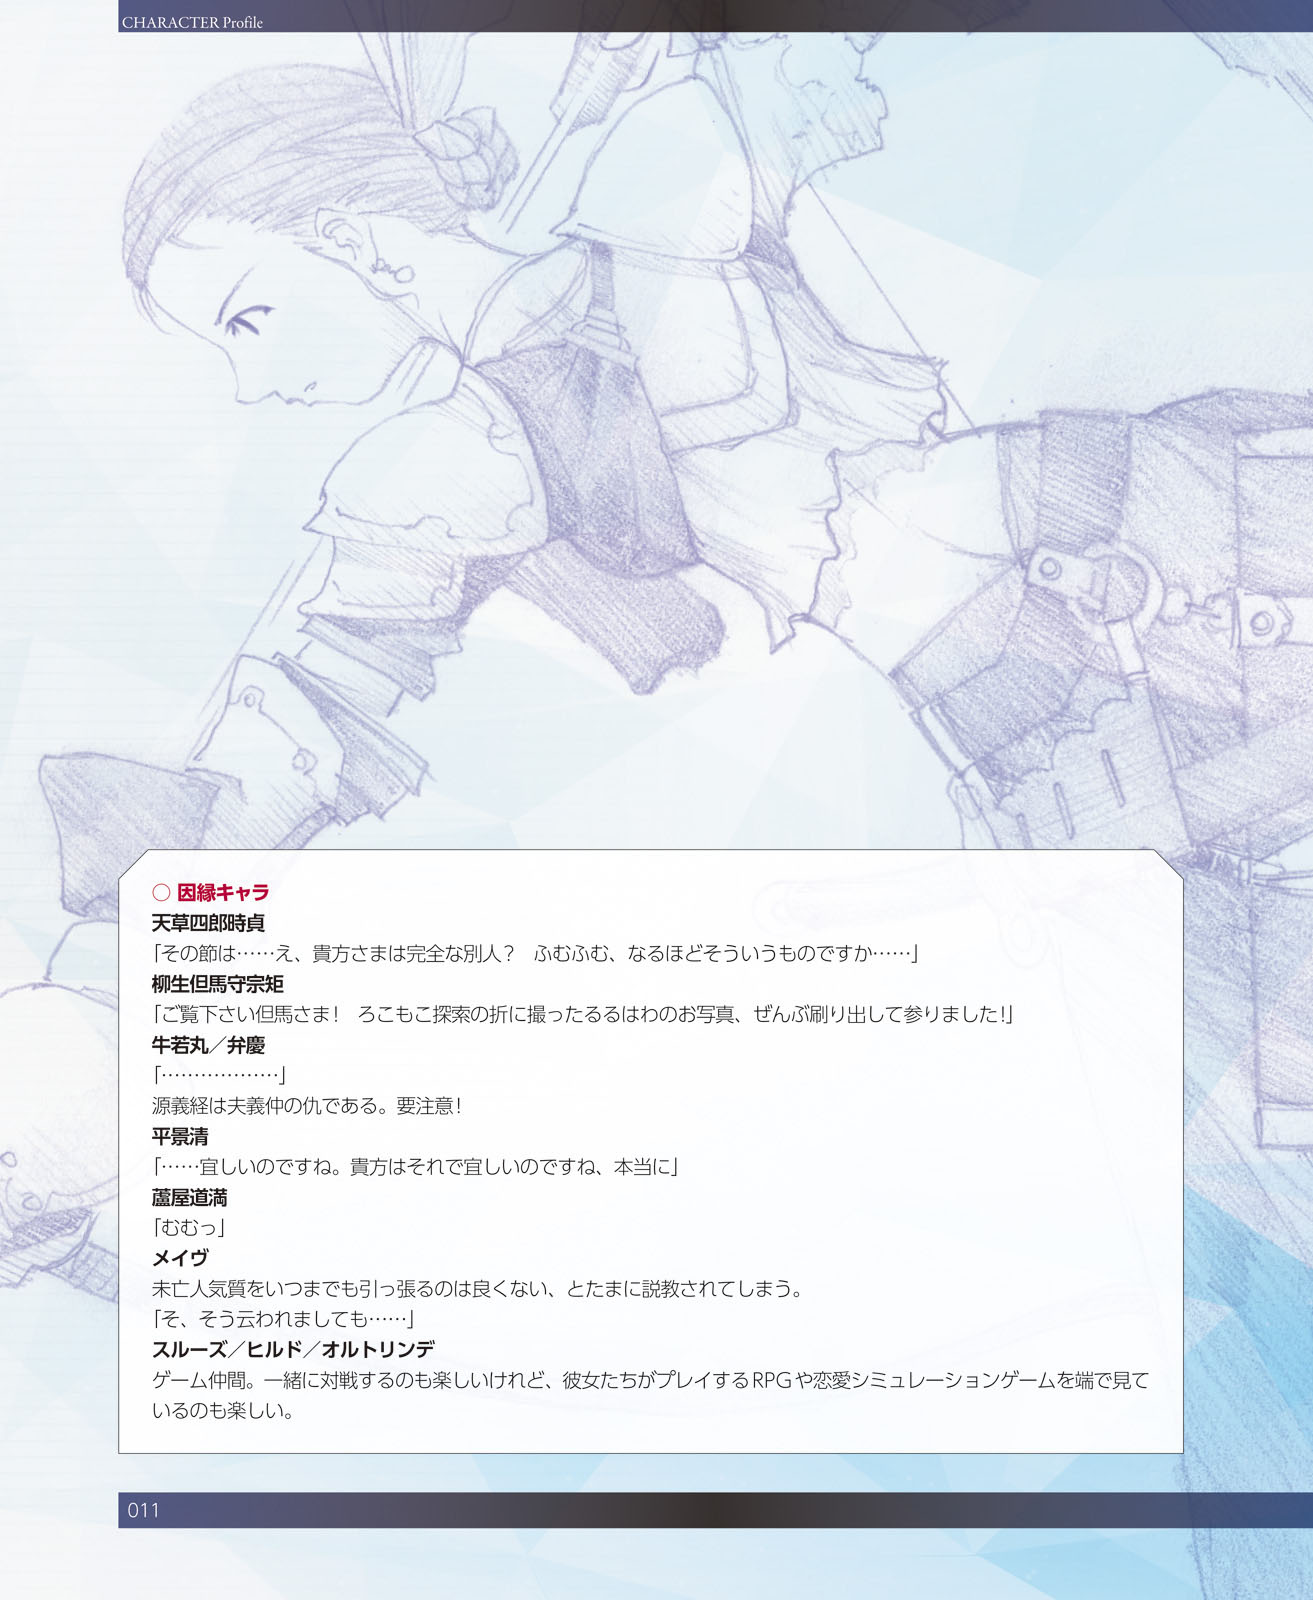 CHARACTER Profile
○ 因縁キャラ
天草四郎時貞
「その節は……え、貴方さまは完全な別人？　ふむふむ、なるほどそういうものですか……」
柳生但馬守宗矩
「ご覧下さい但馬さま！　ろこもこ探索の折に撮ったるるはわのお写真、ぜんぶ刷り出して参りました！」
牛若丸／弁慶
「………………」
源義経は夫義仲の仇である。要注意！
平景清
「……宜しいのですね。貴方はそれで宜しいのですね、本当に」
蘆屋道満
「むむっ」
メイヴ
未亡人気質をいつまでも引っ張るのは良くない、とたまに説教されてしまう。
「そ、そう云われましても……」
スルーズ／ヒルド／オルトリンデ
ゲーム仲間。一緒に対戦するのも楽しいけれど、彼女たちがプレイするRPGや恋愛シミュレーションゲームを端で見て
いるのも楽しい。
011